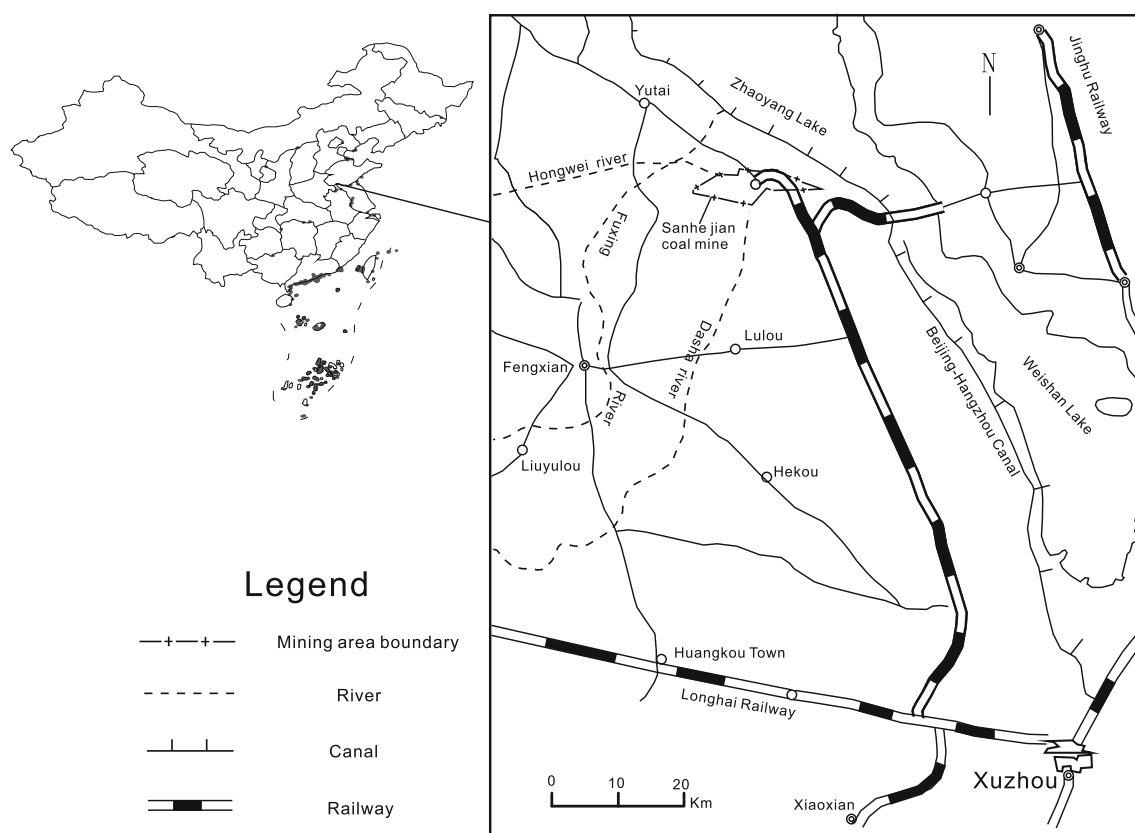 N
Jinghu Railway
Zhaoyang Lake
Yutai
Hongwei river
Sanhe jian
coal mine
Fuxing
River
Dasha river
Lulou
Fengxian
Beijing-Hangzhou Canal
Weishan Lake
Liuyulou
Hekou
Huangkou Town
Longhai Railway
Xuzhou
Xiaoxian
0 10 20
Km
Legend
Mining area boundary
River
Canal
Railway